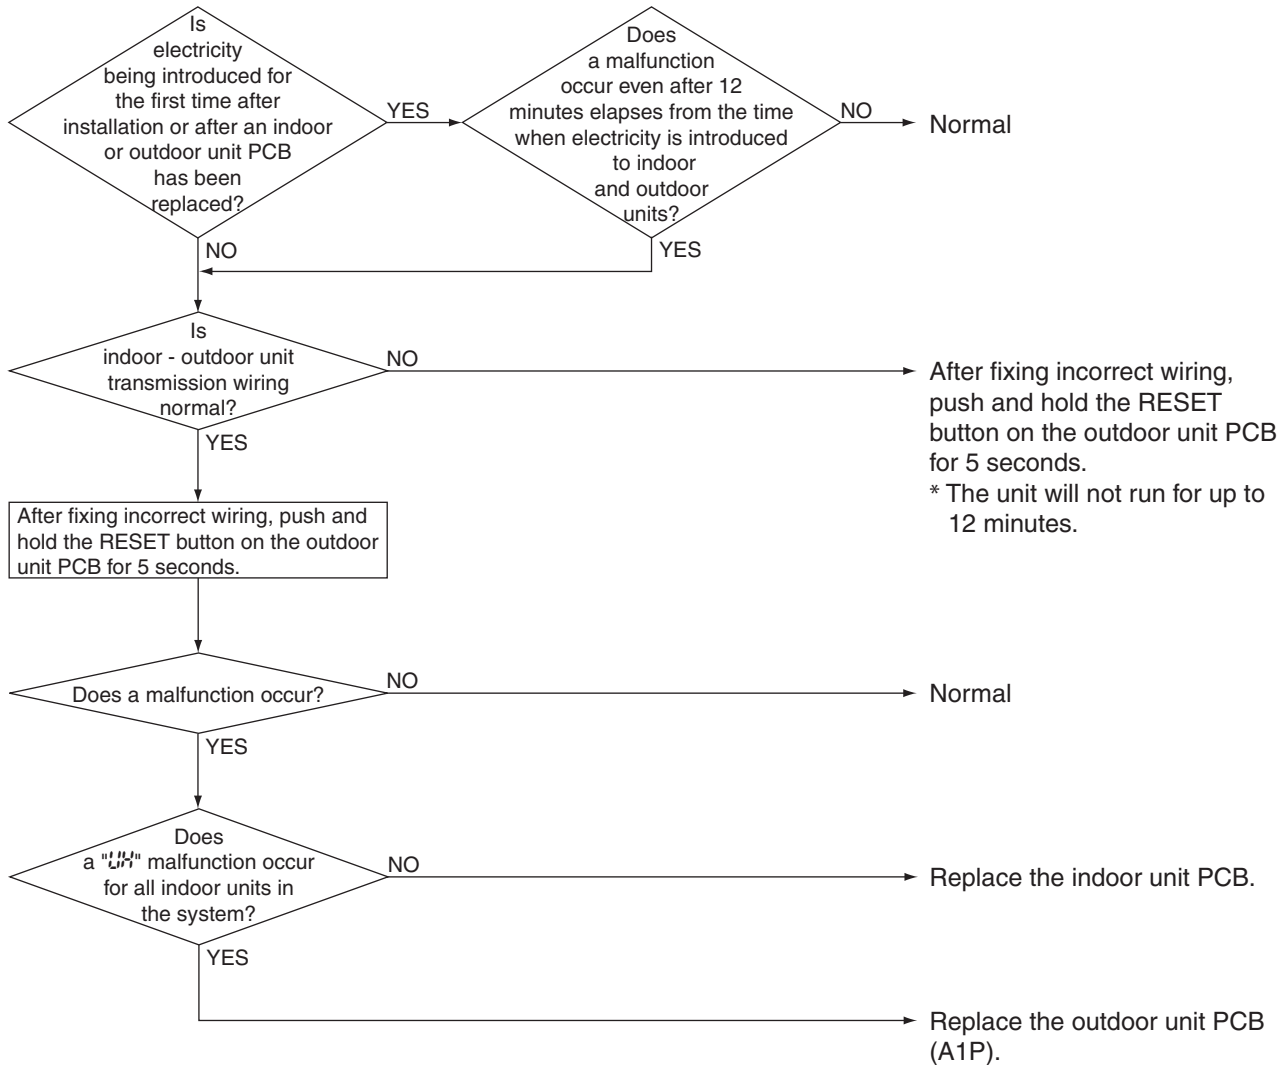 Is
electricity
being introduced for
the first time after
installation or after an indoor
or outdoor unit PCB
has been
replaced?
YES
Does
a malfunction
occur even after 12
minutes elapses from the time
when electricity is introduced
to indoor
and outdoor
units?
NO
Normal
NO
YES
Is
indoor - outdoor unit
transmission wiring
normal?
NO
After fixing incorrect wiring,
push and hold the RESET
button on the outdoor unit PCB
for 5 seconds.
* The unit will not run for up to
12 minutes.
YES
After fixing incorrect wiring, push and
hold the RESET button on the outdoor
unit PCB for 5 seconds.
Does a malfunction occur?
NO
Normal
YES
Does
a "UH" malfunction occur
for all indoor units in
the system?
NO
Replace the indoor unit PCB.
YES
Replace the outdoor unit PCB
(A1P).